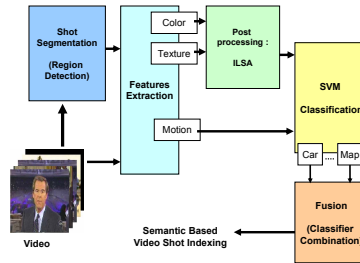 Shot
Segmentation
(Region
Detection)
Features
Extraction
Color
Texture
Motion
Post
processing :
ILSA
SVM
Classification
Car
....
Map
Fusion
(Classifier
Combination)
Semantic Based
Video Shot Indexing
Video